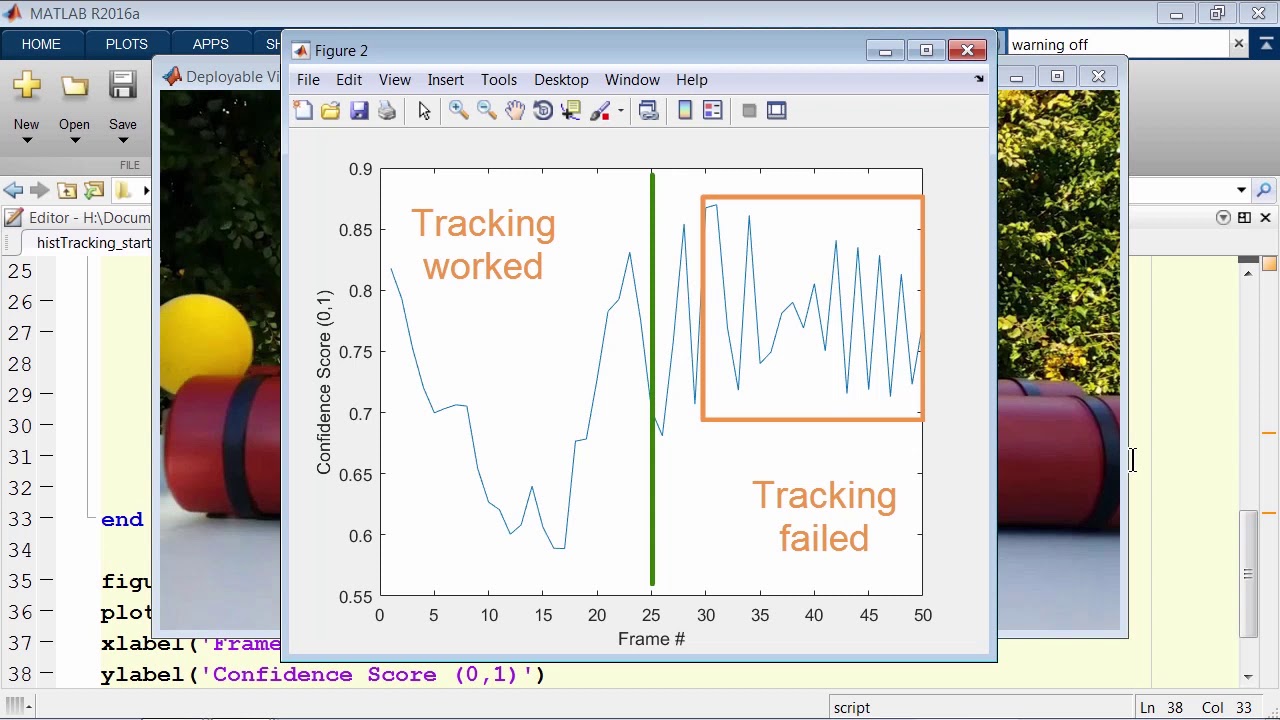 MATLAB R2016a
HOME PLOTS APPS SH
warning off
New Open Save
FILE
Deployable Vi
Editor - H:\Docum
histTracking_start
Figure 2
File Edit View Insert Tools Desktop Window Help
0.9
0.85
0.8
0.75
0.7
0.65
0.6
0.55
Confidence Score (0,1)
Tracking
worked
Tracking
failed
0 5 10 15 20 25 30 35 40 45 50
Frame #
25
26
27
28
29
30
31
32
33 end
34
35 figu
36 plot
37 xlabel('Frame
38 ylabel('Confidence Score (0,1)')
script
Ln 38 Col 33